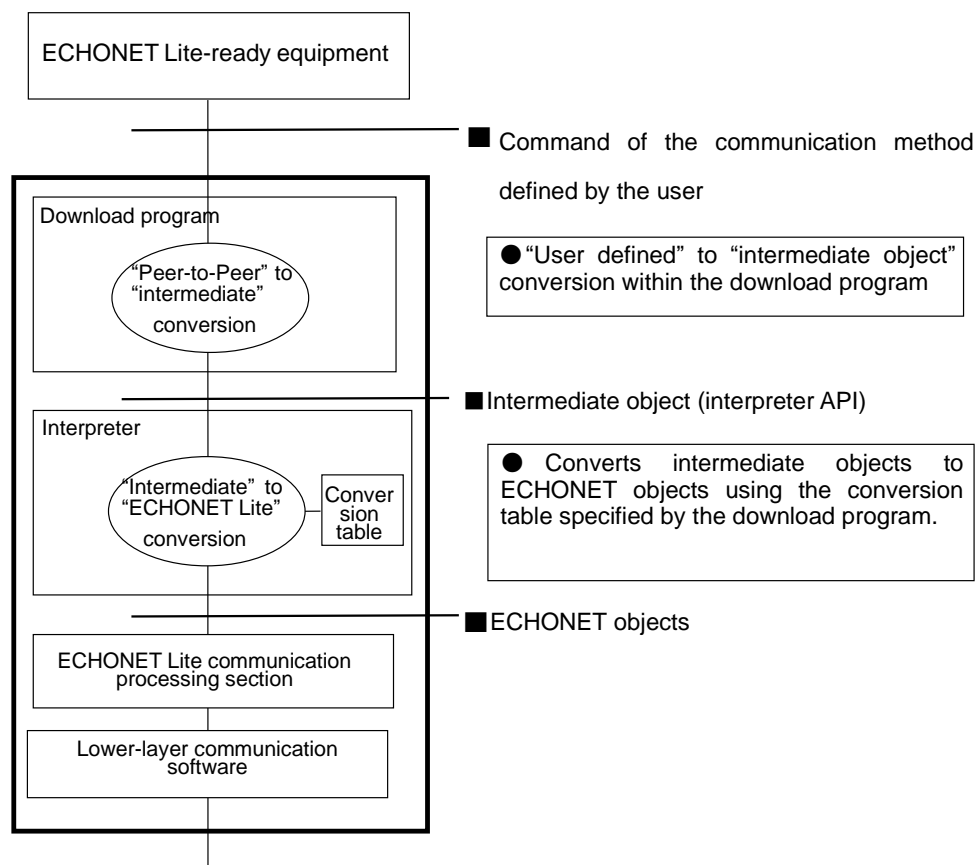 ECHONET Lite-ready equipment
■ Command of the communication method
defined by the user
Download program
“Peer-to-Peer” to
“intermediate”
conversion
●“User defined” to “intermediate object”
conversion within the download program
■Intermediate object (interpreter API)
Interpreter
“Intermediate” to
“ECHONET Lite”
conversion
Conver
sion
table
● Converts intermediate objects to
ECHONET objects using the conversion
table specified by the download program.
■ECHONET objects
ECHONET Lite communication
processing section
Lower-layer communication
software